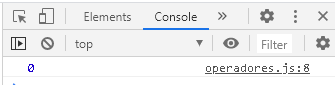 Elements Console »
top Filter
0 operadores.js:8